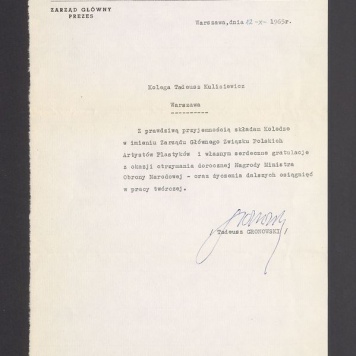 ZARZĄD GŁÓWNY
PREZES
Warszawa, dnia 22 -X- 1965r.
Kolega Tadeusz Kulisiewicz
Warszawa
----------
Z prawdziwą przyjemnością składam Koledze
w imieniu Zarządu Głównego Związku Polskich
Artystów Plastyków i własnym serdeczne gratulacje
z okazji otrzymania dorocznej Nagrody Ministra
Obrony Narodowej - oraz życzenia dalszych osiągnięć
w pracy twórczej.
/ Tadeusz GRONOWSKI /